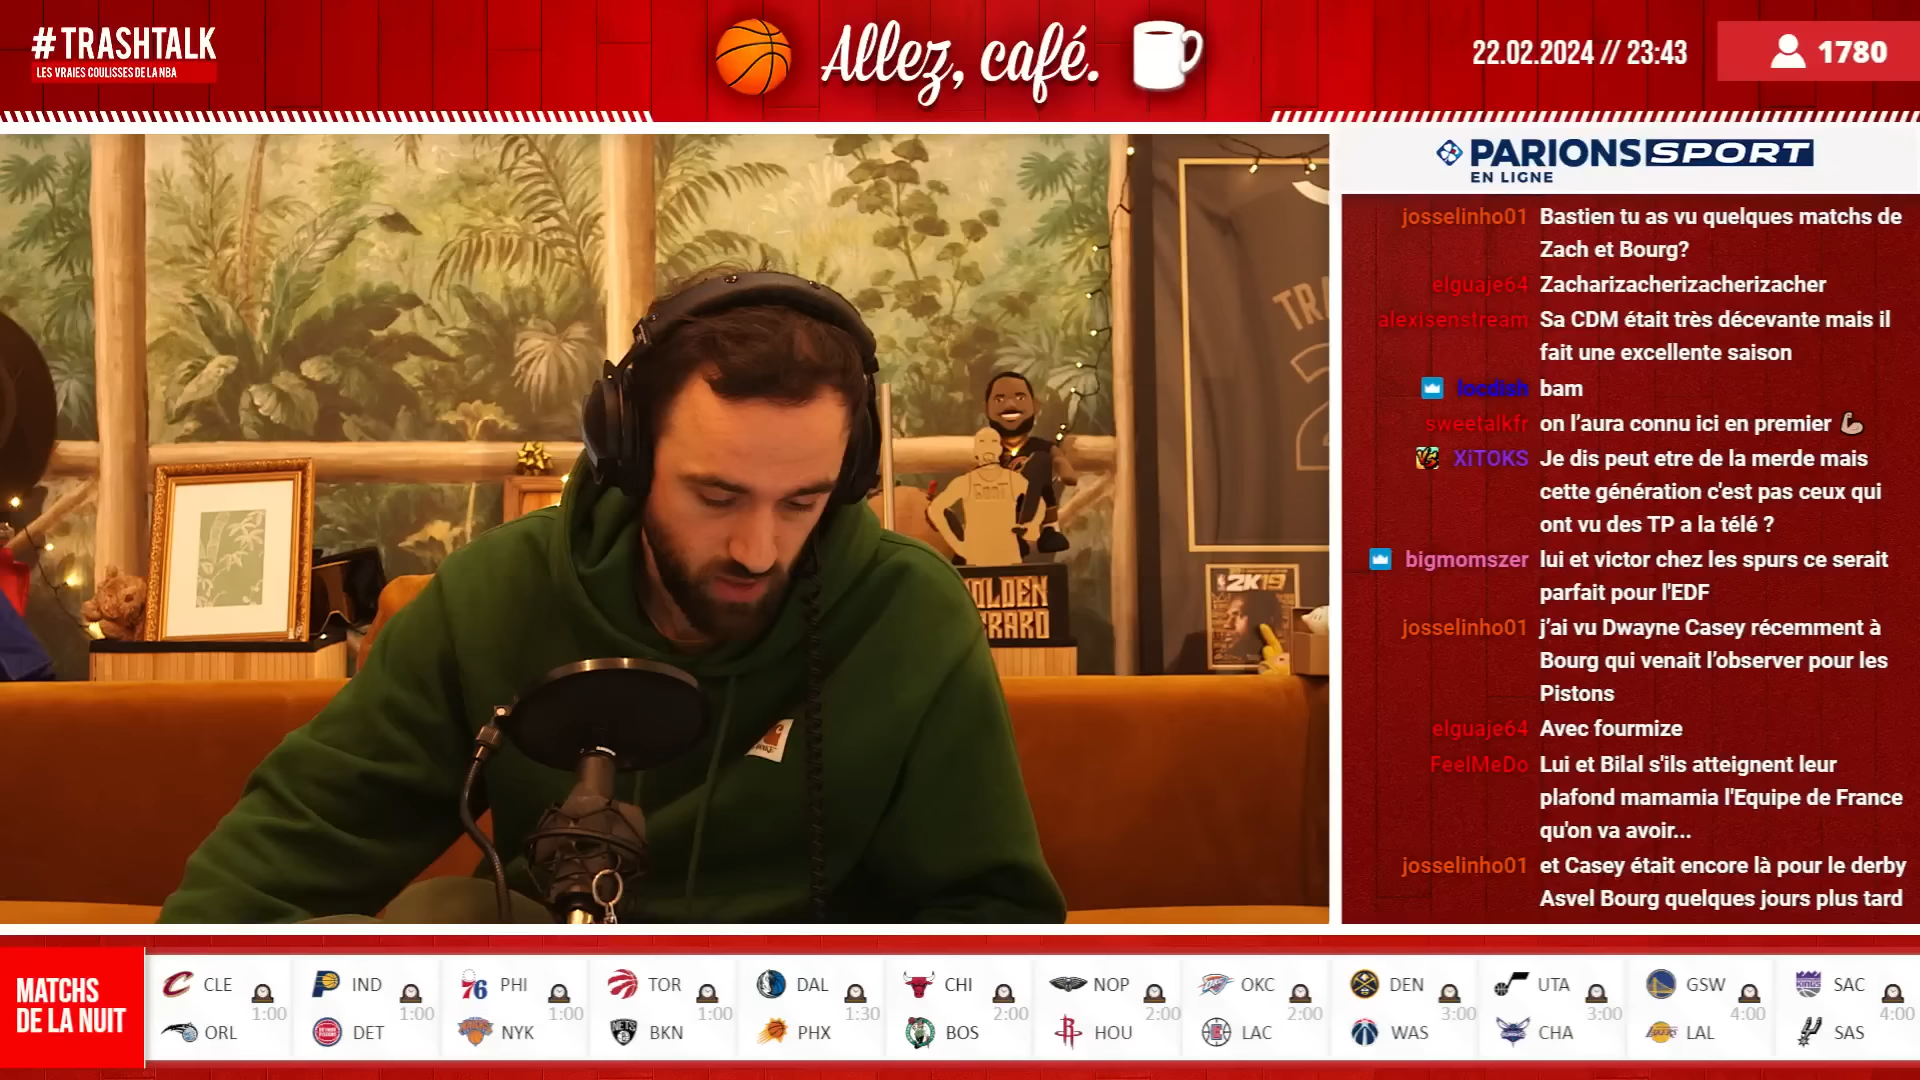 #TRASHTALK
LES VRAIES COULISSES DE LA NBA
Allez, café.
22.02.2024 // 23:43
1780
PARIONS SPORT
EN LIGNE
josselinho01 Bastien tu as vu quelques matchs de
Zach et Bourg?
elguaje64 Zacharizacherizacherizacher
alexisenstream Sa CDM était très décevante mais il
fait une excellente saison
locdish bam
sweetalkfr on l’aura connu ici en premier 💪
XiTOKS Je dis peut etre de la merde mais
cette génération c'est pas ceux qui
ont vu des TP a la télé ?
bigmomszer lui et victor chez les spurs ce serait
parfait pour l'EDF
josselinho01 j’ai vu Dwayne Casey récemment à
Bourg qui venait l’observer pour les
Pistons
elguaje64 Avec fourmize
FeelMeDo Lui et Bilal s'ils atteignent leur
plafond mamamia l'Equipe de France
qu'on va avoir...
josselinho01 et Casey était encore là pour le derby
Asvel Bourg quelques jours plus tard
TRA
2
GOAT
2K19
OLDEN
ERARD
MATCHS
DE LA NUIT
CLE ORL 1:00
IND DET 1:00
PHI NYK 1:00
TOR BKN 1:00
DAL PHX 1:30
CHI BOS 2:00
NOP HOU 2:00
OKC LAC 2:00
DEN WAS 3:00
UTA CHA 3:00
GSW LAL 4:00
SAC SAS 4:00